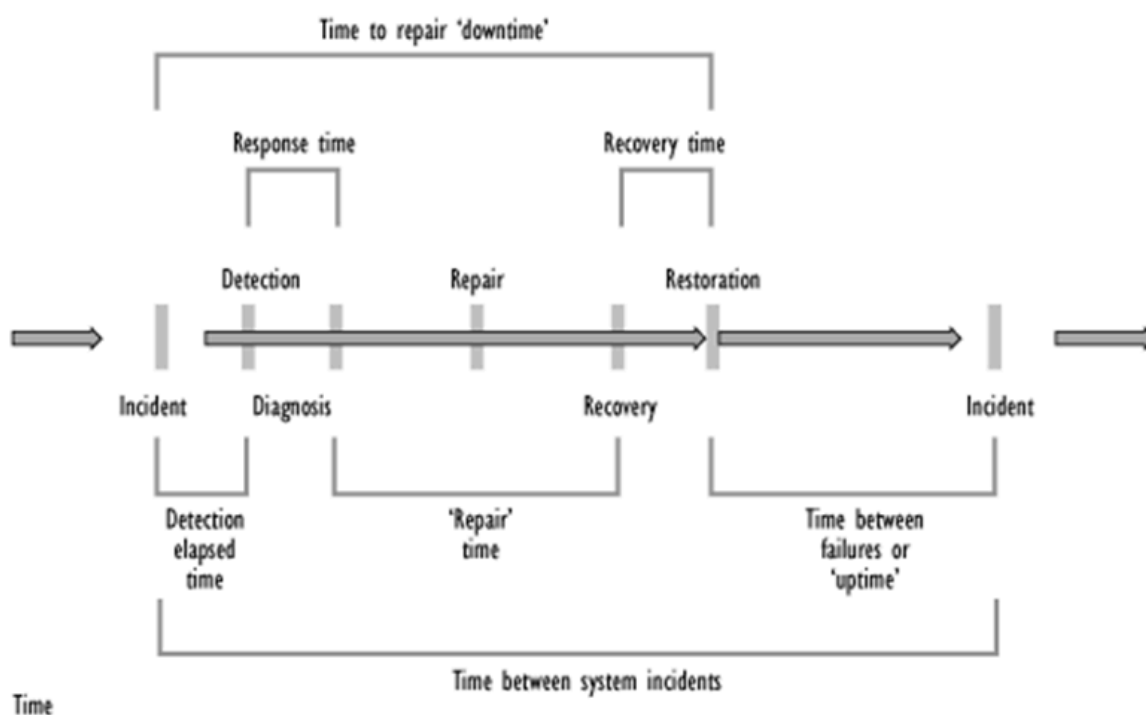 Time to repair ‘downtime’
Response time
Recovery time
Detection
Repair
Restoration
Incident
Diagnosis
Recovery
Incident
Detection
elapsed
time
‘Repair’
time
Time between
failures or
‘uptime’
Time between system incidents
Time